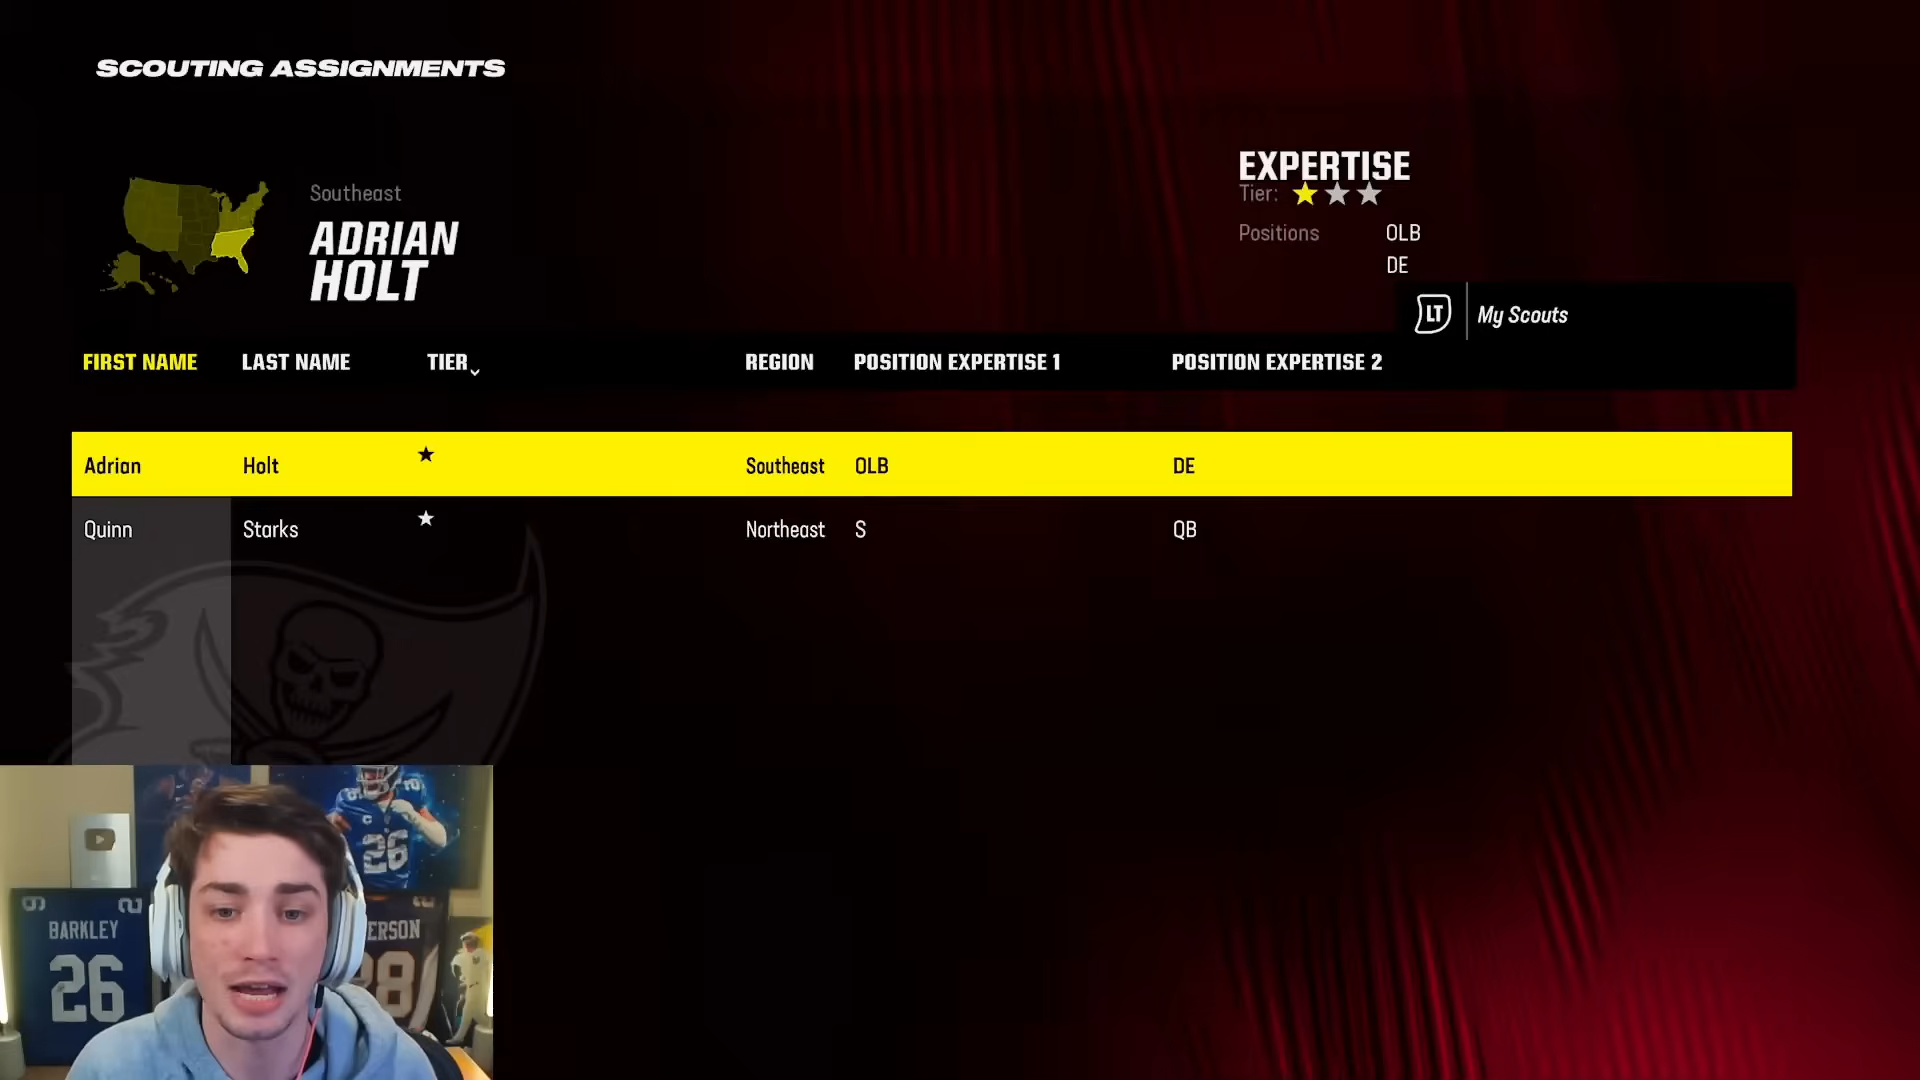 SCOUTING ASSIGNMENTS
Southeast
ADRIAN
HOLT
EXPERTISE
Tier:
Positions OLB
DE
LT My Scouts
FIRST NAME LAST NAME TIER REGION POSITION EXPERTISE 1 POSITION EXPERTISE 2
Adrian Holt Southeast OLB DE
Quinn Starks Northeast S QB
26
BARKLEY
26
ERSON